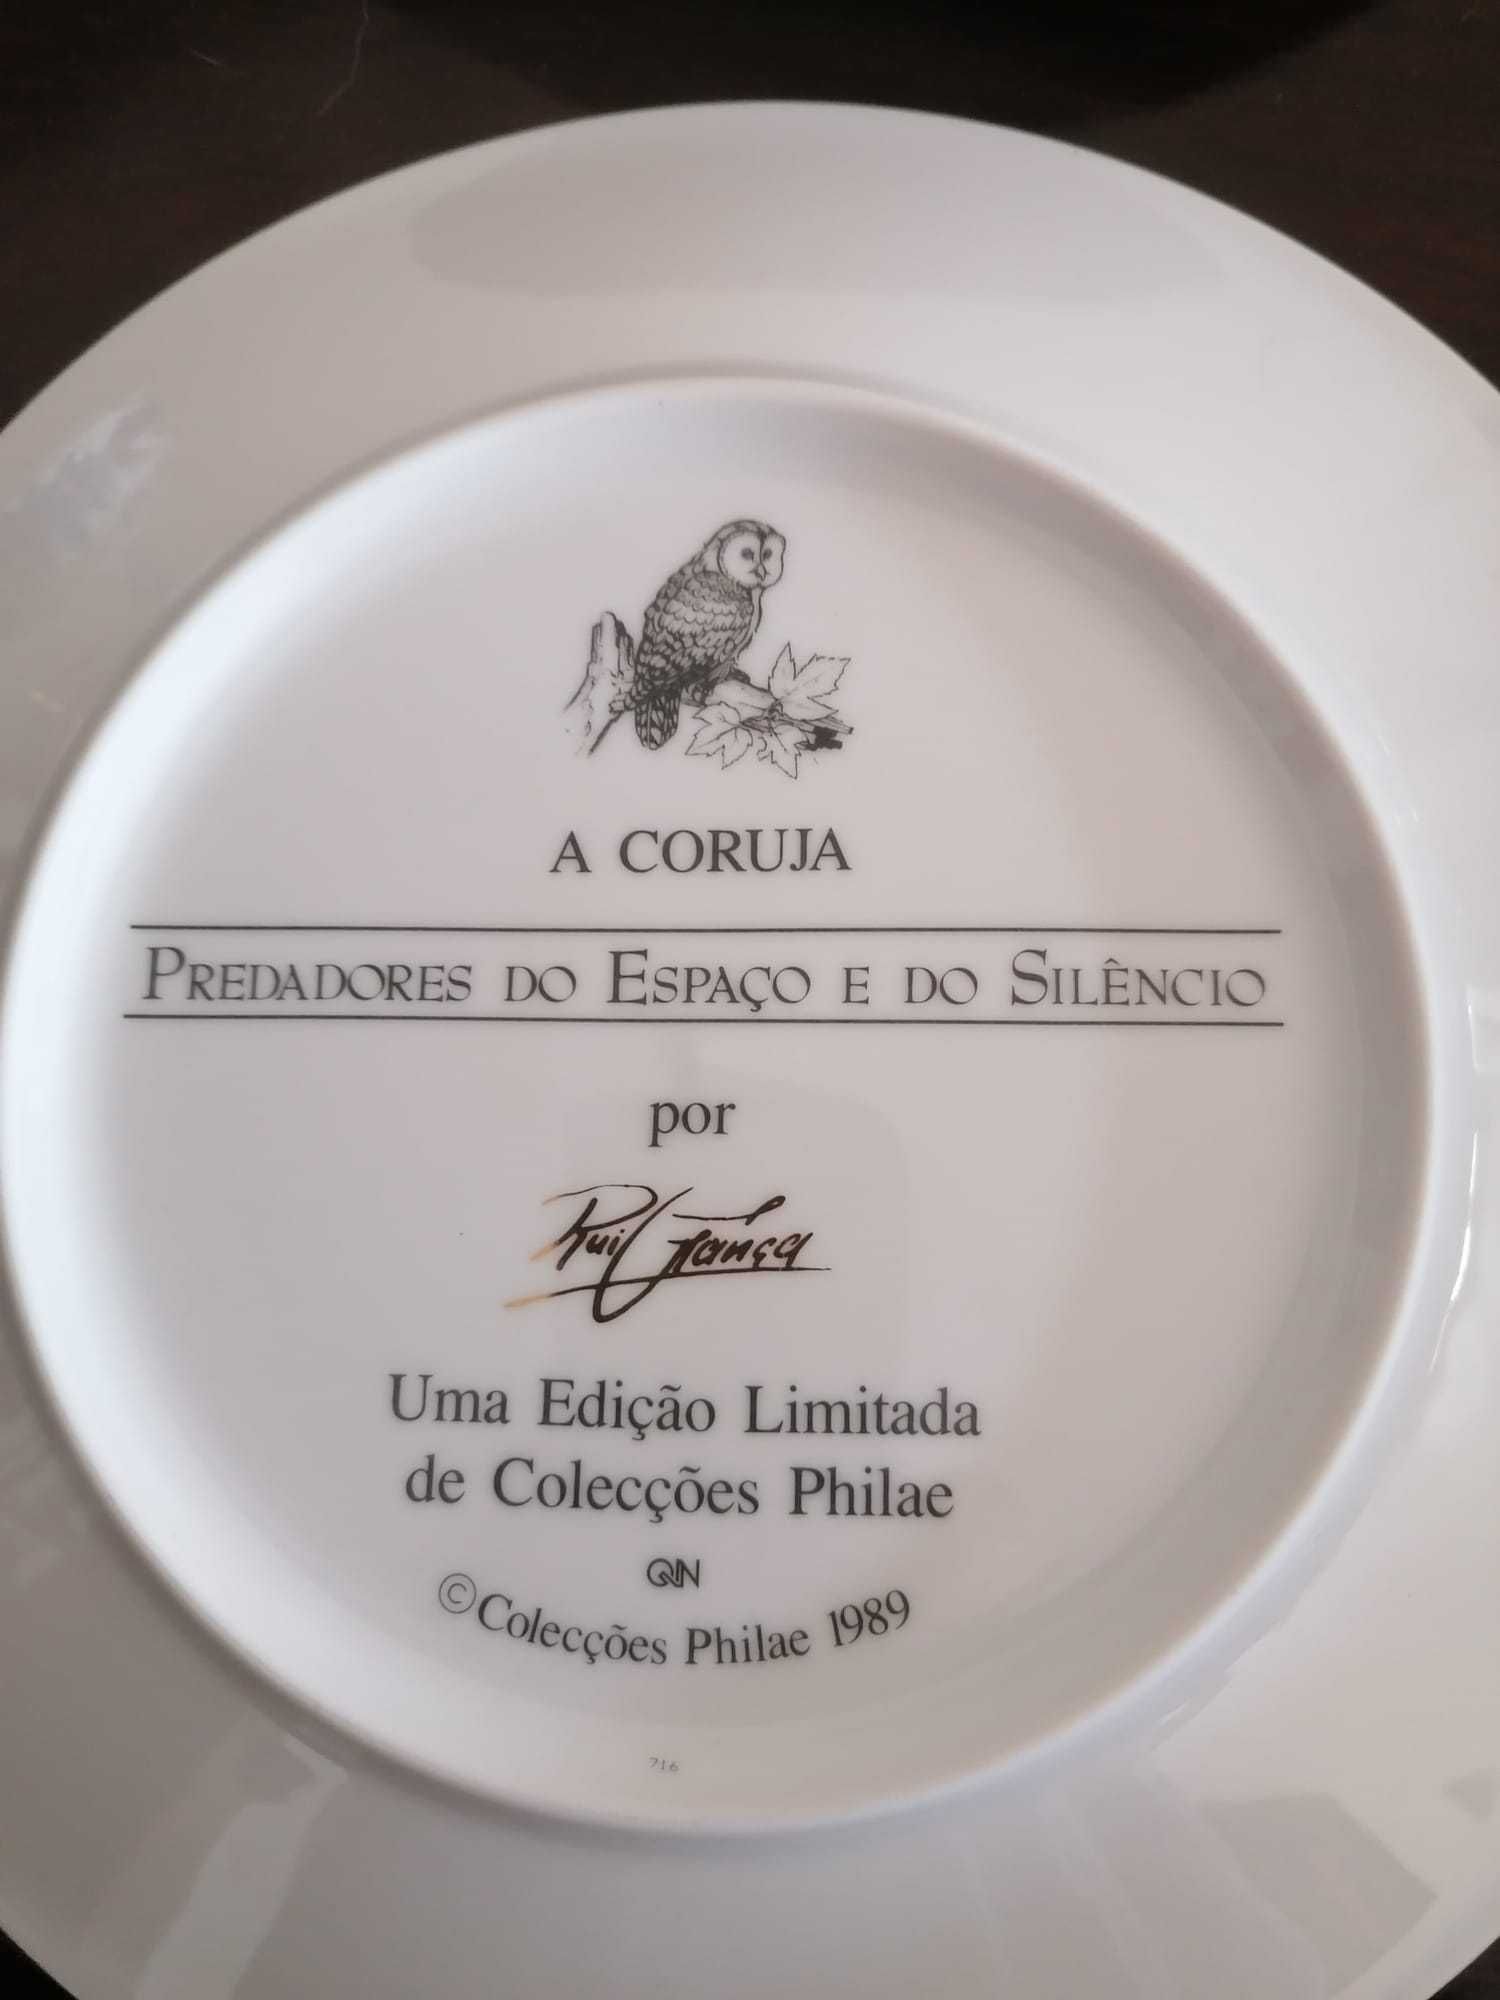 A CORUJA
PREDADORES DO ESPAÇO E DO SILÊNCIO
por
Rui França
Uma Edição Limitada
de Colecções Philae
QN
©Colecções Philae 1989
716